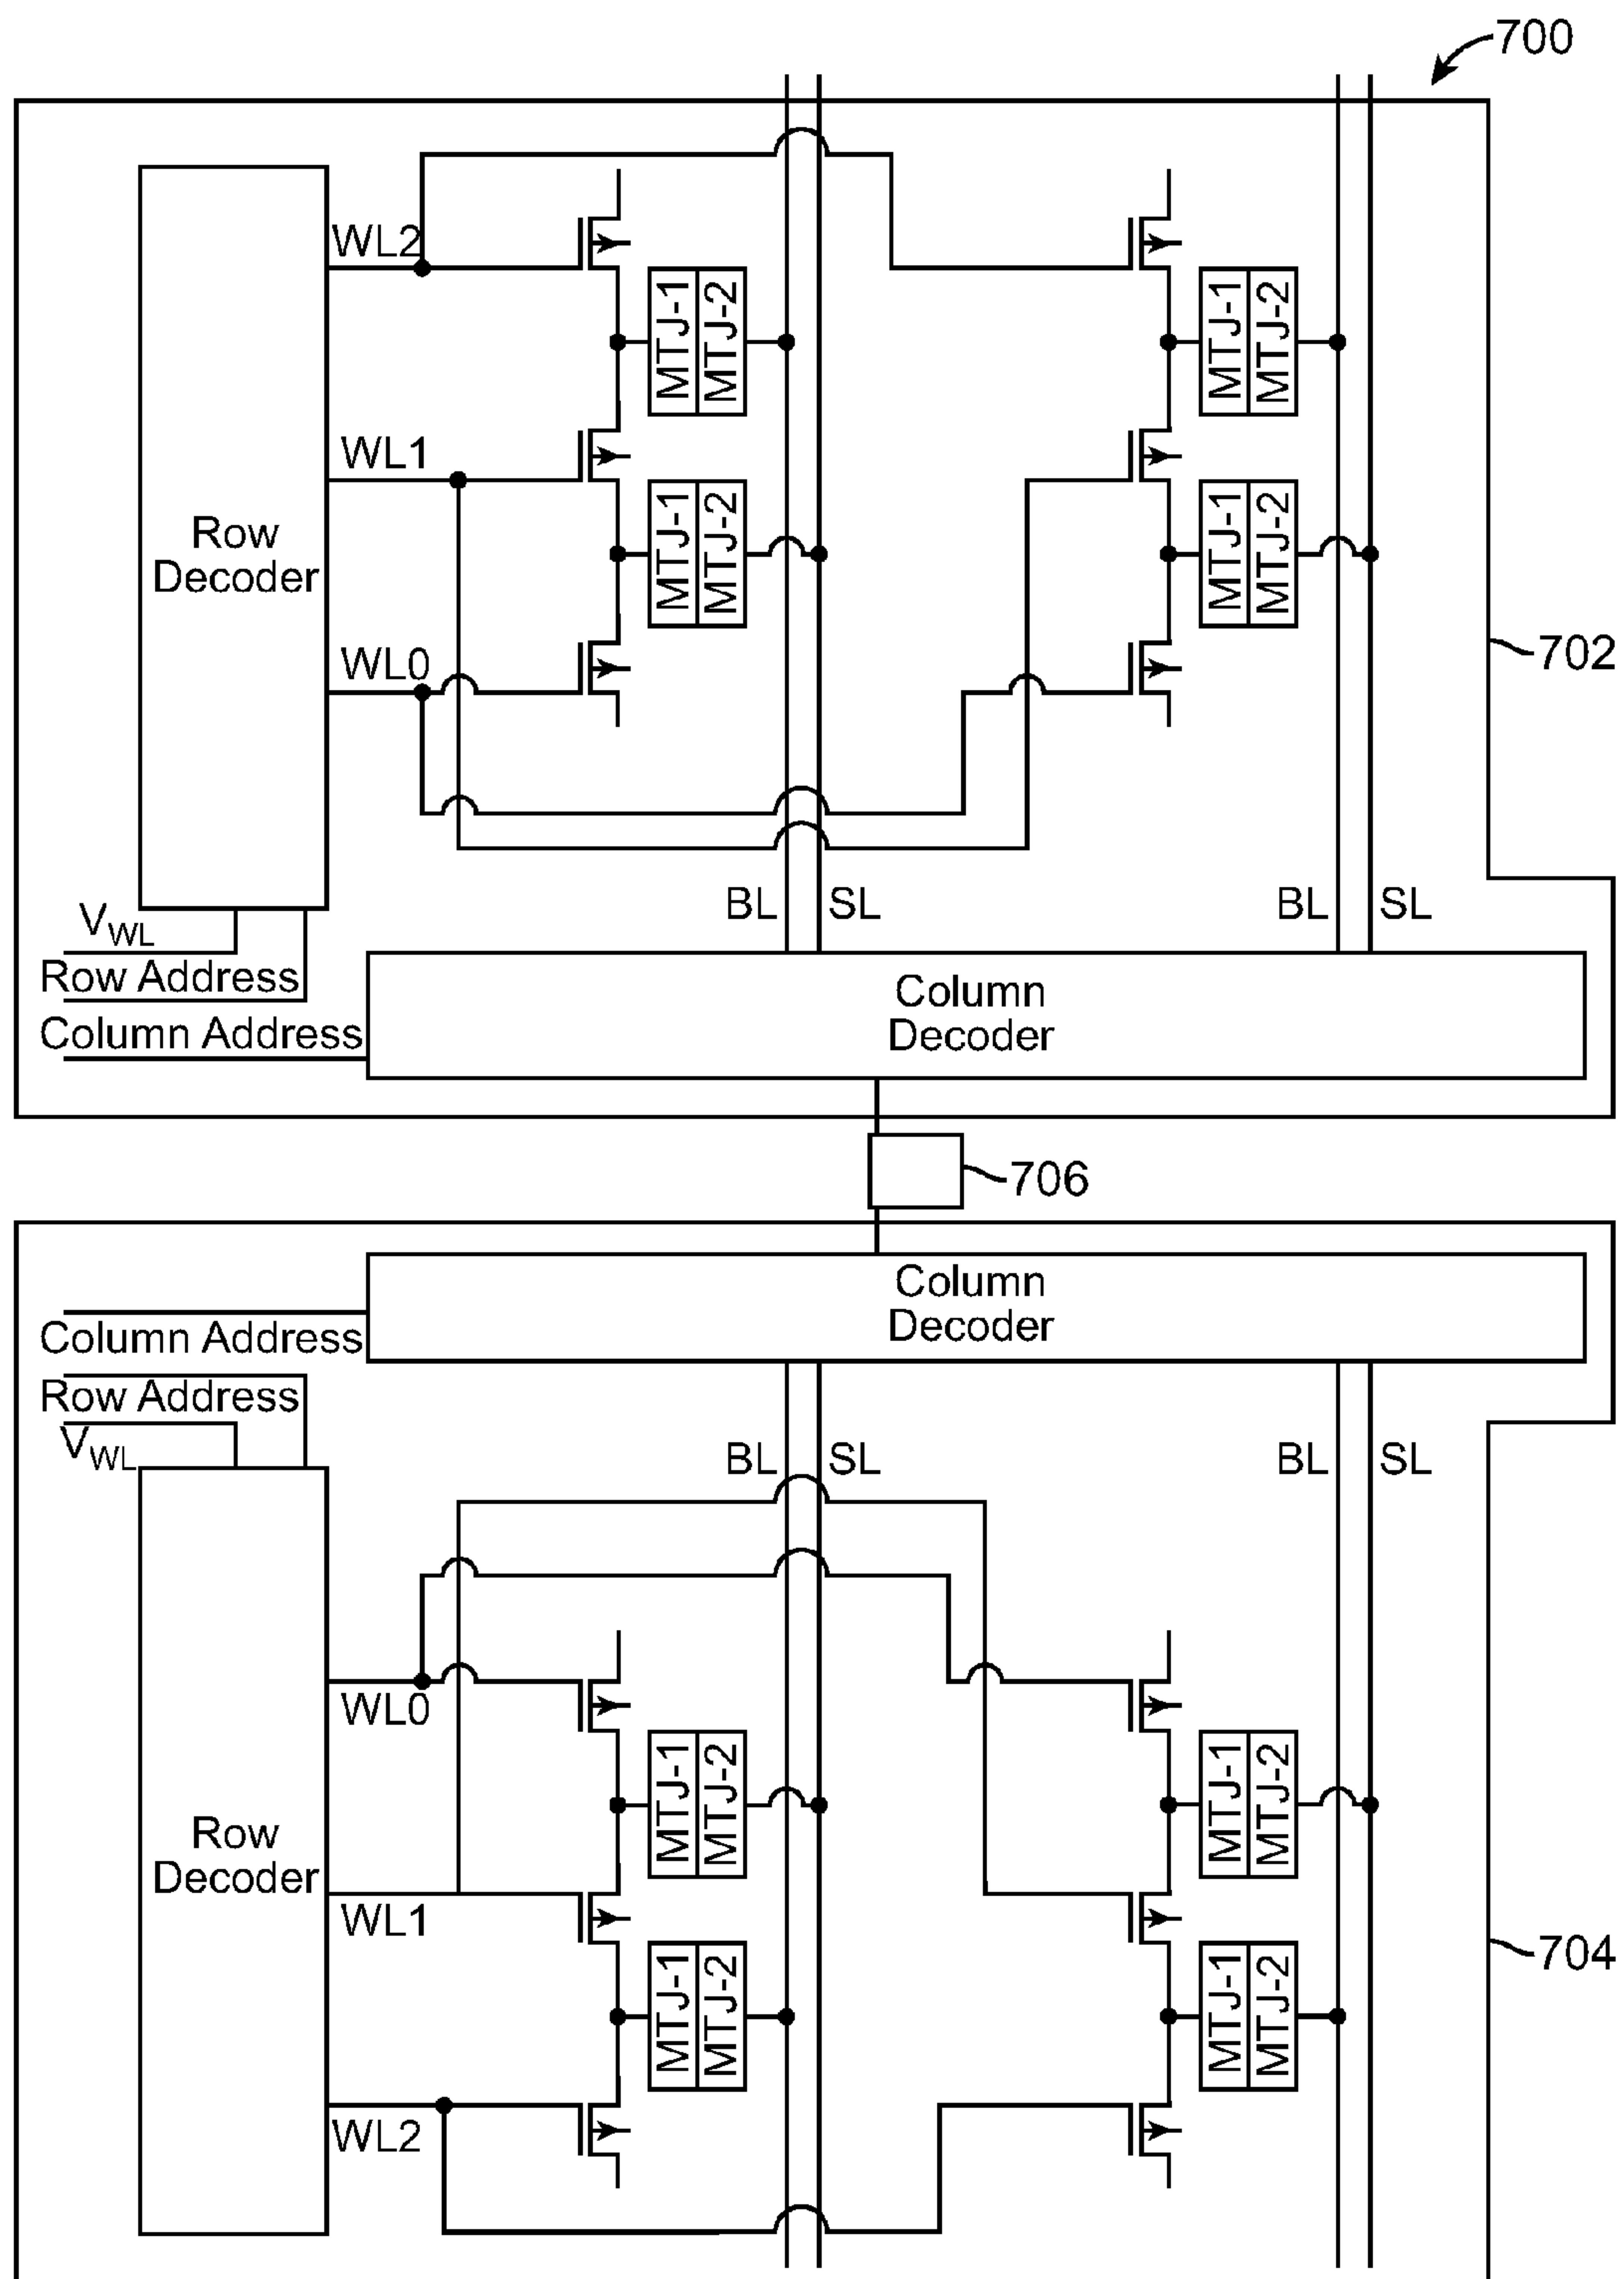 700
WL2
MTJ-1
MTJ-2
MTJ-1
MTJ-2
WL1
MTJ-1
MTJ-2
MTJ-1
MTJ-2
Row
Decoder
WL0
702
BL
SL
BL
SL
VWL
Row Address
Column Address
Column
Decoder
706
Column
Decoder
Column Address
Row Address
VWL
BL
SL
BL
SL
WL0
MTJ-1
MTJ-2
MTJ-1
MTJ-2
Row
Decoder
WL1
MTJ-1
MTJ-2
MTJ-1
MTJ-2
704
WL2